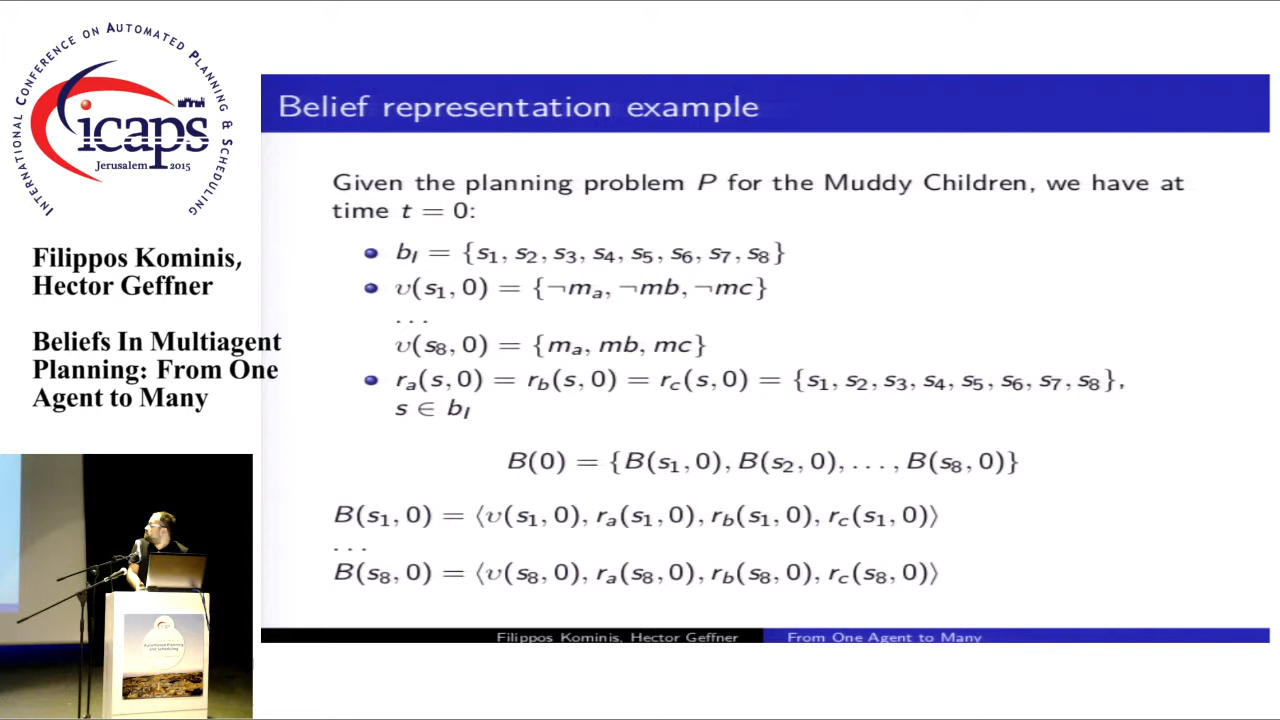 INTERNATIONAL CONFERENCE ON AUTOMATED PLANNING & SCHEDULING
icaps
Jerusalem 2015
Filippos Kominis,
Hector Geffner
Beliefs In Multiagent
Planning: From One
Agent to Many
Belief representation example
Given the planning problem P for the Muddy Children, we have at
time t = 0:
• b_I = {s₁, s₂, s₃, s₄, s₅, s₆, s₇, s₈}
• υ(s₁, 0) = {¬mₐ, ¬mb, ¬mc}
...
υ(s₈, 0) = {mₐ, mb, mc}
• rₐ(s, 0) = r_b(s, 0) = r_c(s, 0) = {s₁, s₂, s₃, s₄, s₅, s₆, s₇, s₈},
s ∈ b_I
B(0) = {B(s₁, 0), B(s₂, 0), . . . , B(s₈, 0)}
B(s₁, 0) = ⟨υ(s₁, 0), rₐ(s₁, 0), r_b(s₁, 0), r_c(s₁, 0)⟩
...
B(s₈, 0) = ⟨υ(s₈, 0), rₐ(s₈, 0), r_b(s₈, 0), r_c(s₈, 0)⟩
Filippos Kominis, Hector Geffner
From One Agent to Many